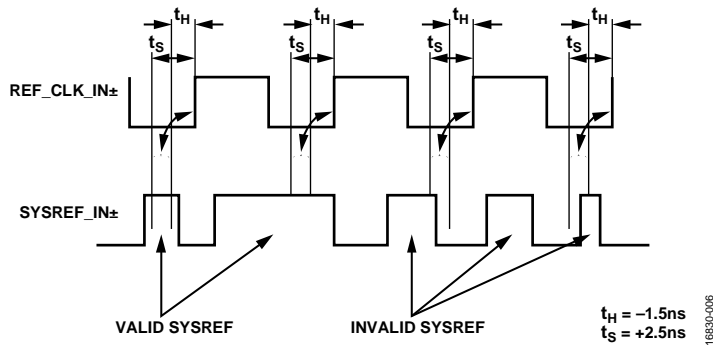 tH tH tH tH
tS tS tS tS
REF_CLK_IN±
SYSREF_IN±
VALID SYSREF
INVALID SYSREF
tH = –1.5ns
tS = +2.5ns
16830-006